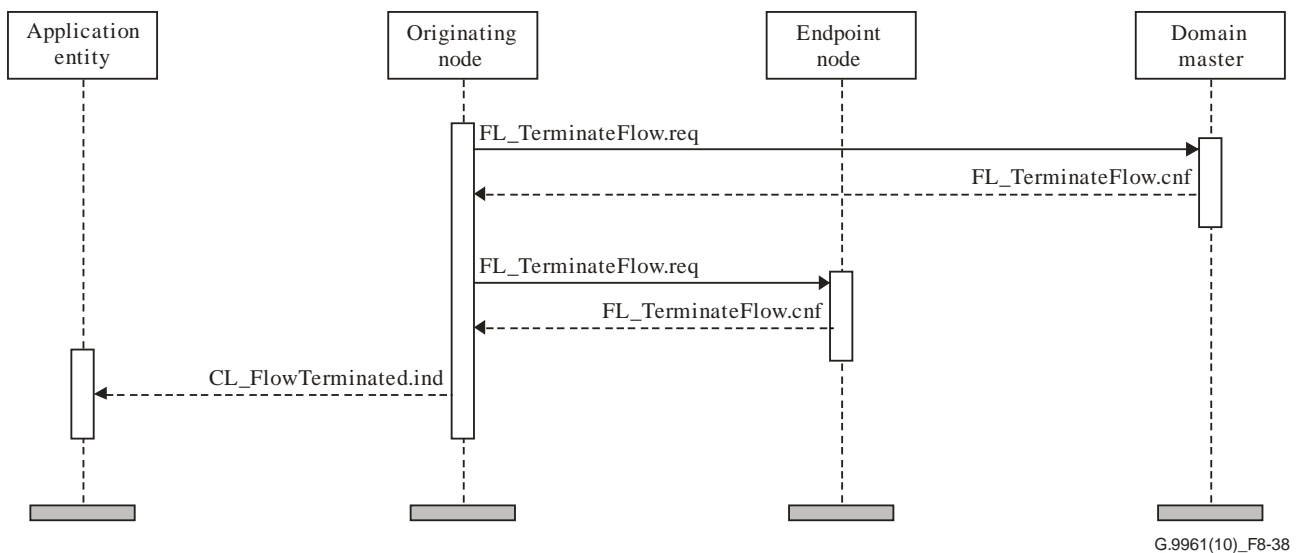 Application
entity
Originating
node
Endpoint
node
Domain
master
FL_TerminateFlow.req
FL_TerminateFlow.cnf
FL_TerminateFlow.req
FL_TerminateFlow.cnf
CL_FlowTerminated.ind
G.9961(10)_F8-38